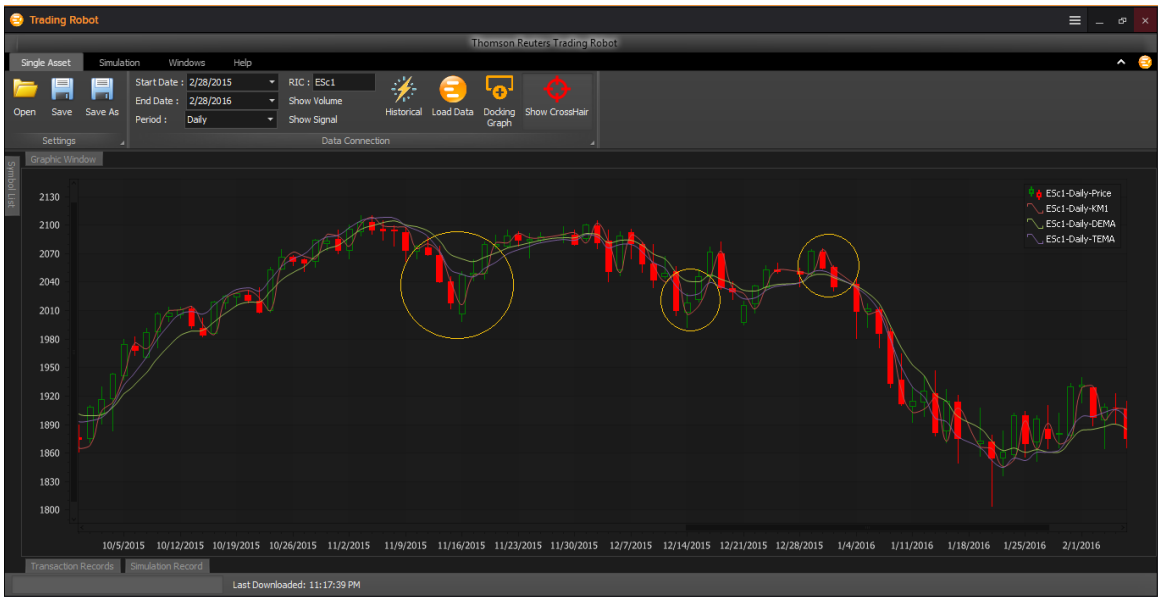 Trading Robot
Thomson Reuters Trading Robot
Single Asset Simulation Windows Help
Start Date : 2/28/2015 RIC : ESc1
End Date : 2/28/2016 Show Volume
Period : Daily Show Signal
Open Save Save As Historical Load Data Docking Graph Show CrossHair
Settings Data Connection
Symbol List
Graphic Window
ESc1-Daily-Price
ESc1-Daily-KM1
ESc1-Daily-DEMA
ESc1-Daily-TEMA
2130
2100
2070
2040
2010
1980
1950
1920
1890
1860
1830
1800
10/5/2015 10/12/2015 10/19/2015 10/26/2015 11/2/2015 11/9/2015 11/16/2015 11/23/2015 11/30/2015 12/7/2015 12/14/2015 12/21/2015 12/28/2015 1/4/2016 1/11/2016 1/18/2016 1/25/2016 2/1/2016
Transaction Records Simulation Record
Last Downloaded: 11:17:39 PM